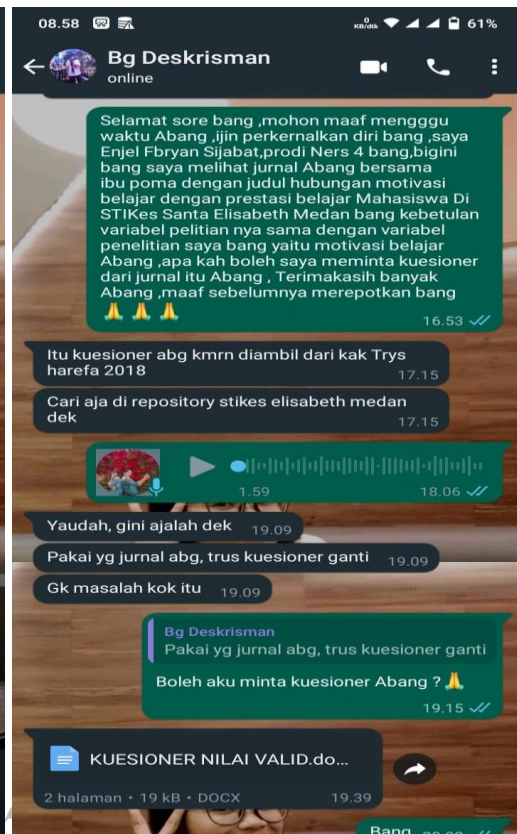 08.58
0 KB/dtk 61%
Bg Deskrisman
online
Selamat sore bang ,mohon maaf mengggu
waktu Abang ,ijin perkernalkan diri bang ,saya
Enjel Fbryan Sijabat,prodi Ners 4 bang,bigini
bang saya melihat jurnal Abang bersama
ibu poma dengan judul hubungan motivasi
belajar dengan prestasi belajar Mahasiswa Di
STIKes Santa Elisabeth Medan bang kebetulan
variabel pelitian nya sama dengan variabel
penelitian saya bang yaitu motivasi belajar
Abang ,apa kah boleh saya meminta kuesioner
dari jurnal itu Abang , Terimakasih banyak
Abang ,maaf sebelumnya merepotkan bang
🙏 🙏 🙏
16.53
Itu kuesioner abg kmrn diambil dari kak Trys
harefa 2018
17.15
Cari aja di repository stikes elisabeth medan
dek
17.15
1.59 18.06
Yaudah, gini ajalah dek 19.09
Pakai yg jurnal abg, trus kuesioner ganti 19.09
Gk masalah kok itu 19.09
Bg Deskrisman
Pakai yg jurnal abg, trus kuesioner ganti
Boleh aku minta kuesioner Abang ?🙏
19.15
KUESIONER NILAI VALID.do...
2 halaman • 19 kB • DOCX 19.39
Bang